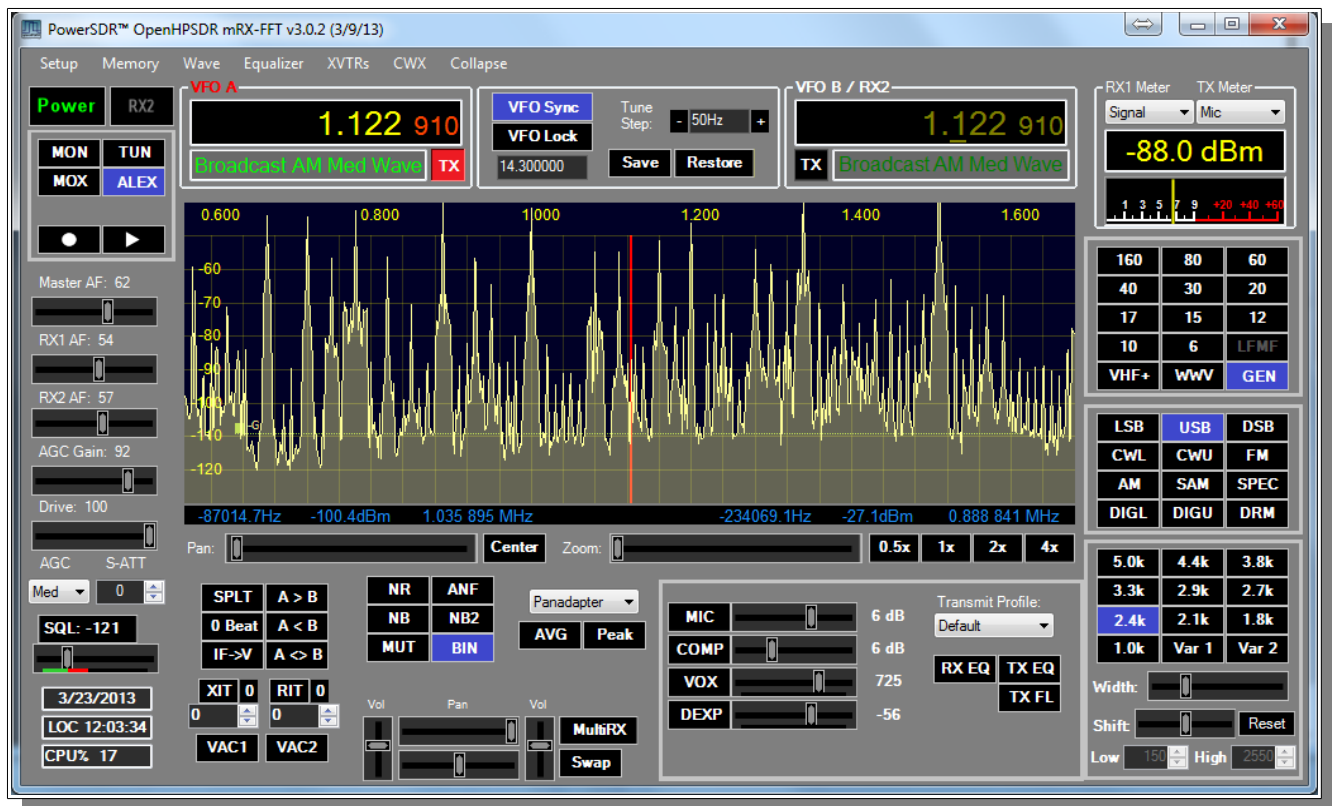 PowerSDR™ OpenHPSDR mRX-FFT v3.0.2 (3/9/13)
Setup Memory Wave Equalizer XVTRs CWX Collapse
Power RX2
MON TUN
MOX ALEX
Master AF: 62
RX1 AF: 54
RX2 AF: 57
AGC Gain: 92
Drive: 100
AGC S-ATT
Med 0
SQL: -121
3/23/2013
LOC 12:03:34
CPU% 17
VFO A
1.122 910
Broadcast AM Med Wave TX
VFO Sync
VFO Lock
14.300000
Tune Step: - 50Hz +
Save Restore
VFO B / RX2
1.122 910
TX Broadcast AM Med Wave
RX1 Meter TX Meter
Signal Mic
-88.0 dBm
1 3 5 7 9 +20 +40 +60
0.600 0.800 1.000 1.200 1.400 1.600
-60
-70
-80
-90
-100
-G
-110
-120
-87014.7Hz -100.4dBm 1.035 895 MHz -234069.1Hz -27.1dBm 0.888 841 MHz
Pan: Center Zoom: 0.5x 1x 2x 4x
160 80 60
40 30 20
17 15 12
10 6 LFMF
VHF+ WWV GEN
LSB USB DSB
CWL CWU FM
AM SAM SPEC
DIGL DIGU DRM
5.0k 4.4k 3.8k
3.3k 2.9k 2.7k
2.4k 2.1k 1.8k
1.0k Var 1 Var 2
Width:
Shift: Reset
Low 150 High 2550
SPLT A > B
0 Beat A < B
IF->V A <> B
XIT 0 RIT 0
0 0
VAC1 VAC2
NR ANF
NB NB2
MUT BIN
Panadapter
AVG Peak
Vol Pan Vol
MultiRX
Swap
MIC 6 dB
COMP 6 dB
VOX 725
DEXP -56
Transmit Profile:
Default
RX EQ TX EQ
TX FL